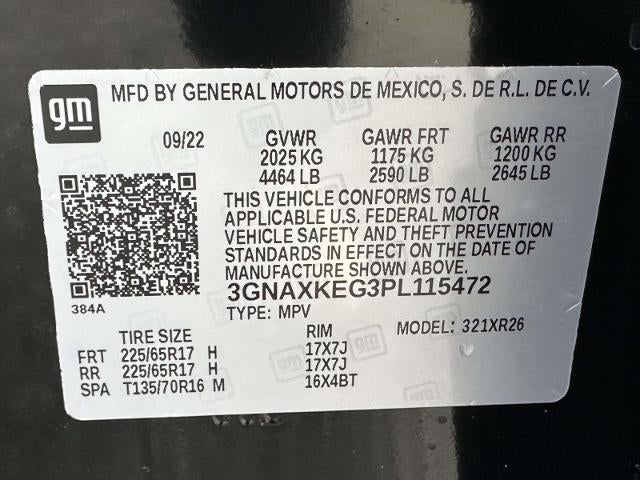 gm
MFD BY GENERAL MOTORS DE MEXICO, S. DE R.L. DE C.V.
09/22 GVWR GAWR FRT GAWR RR
2025 KG 1175 KG 1200 KG
4464 LB 2590 LB 2645 LB
THIS VEHICLE CONFORMS TO ALL
APPLICABLE U.S. FEDERAL MOTOR
VEHICLE SAFETY AND THEFT PREVENTION
STANDARDS IN EFFECT ON THE DATE OF
MANUFACTURE SHOWN ABOVE.
384A
3GNAXKEG3PL115472
TYPE: MPV MODEL: 321XR26
TIRE SIZE RIM
FRT 225/65R17 H 17X7J
RR 225/65R17 H 17X7J
SPA T135/70R16 M 16X4BT